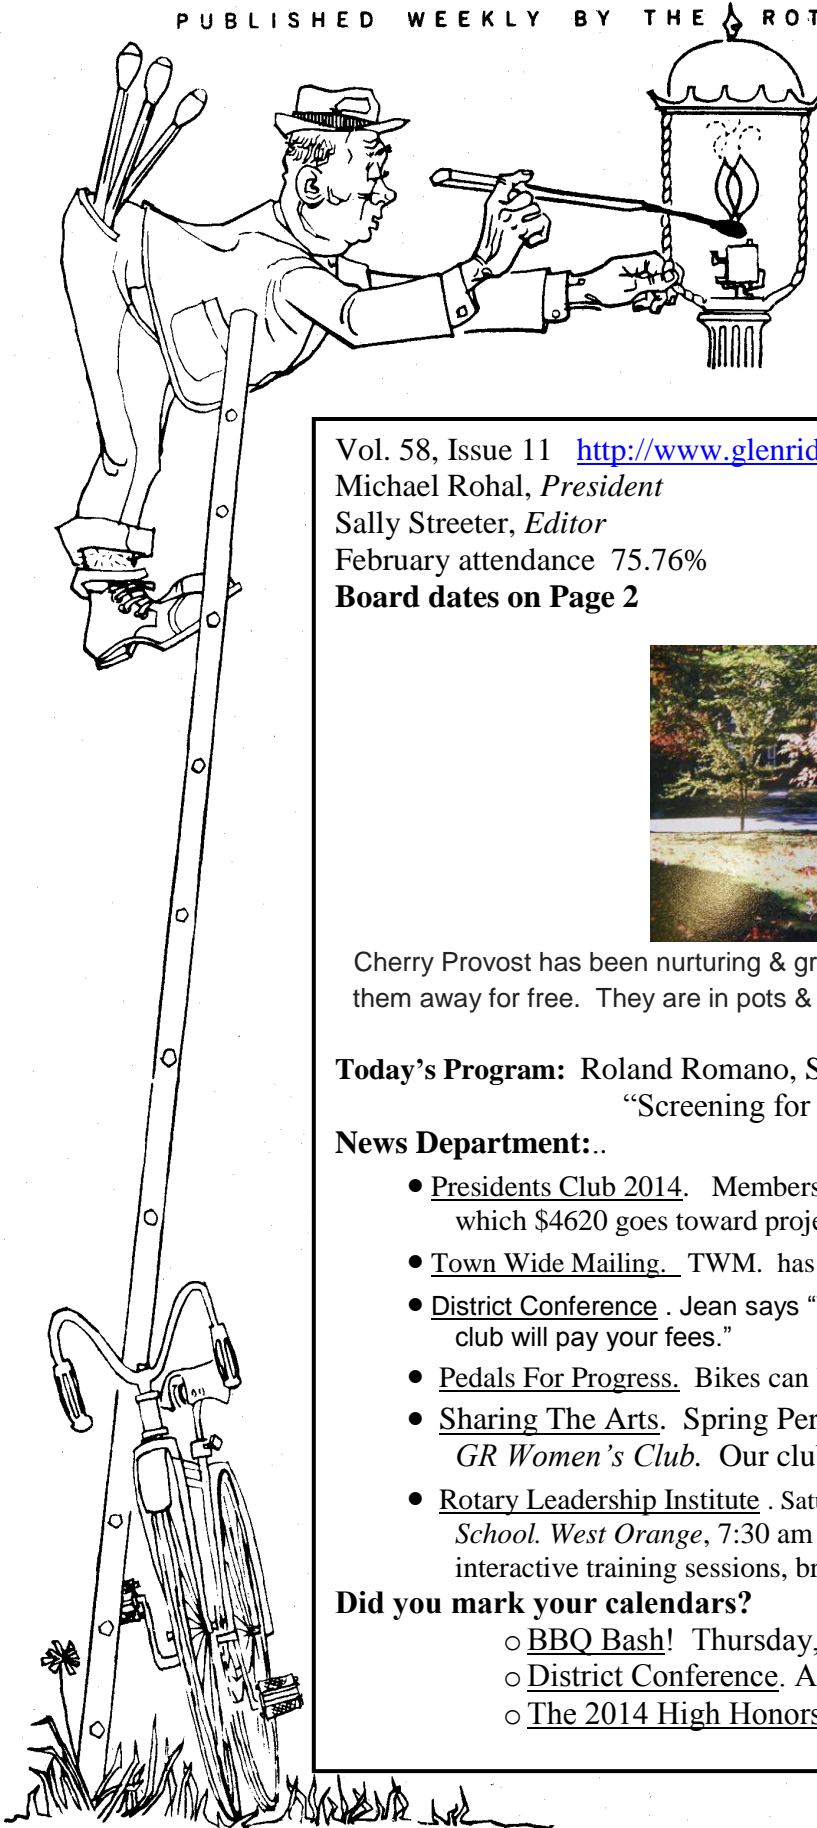 PUBLISHED WEEKLY BY THE ROT
Vol. 58, Issue 11 http://www.glenrid
Michael Rohal, President
Sally Streeter, Editor
February attendance 75.76%
Board dates on Page 2
Cherry Provost has been nurturing & gr
them away for free. They are in pots &
Today's Program: Roland Romano, S
"Screening for
News Department:..
• Presidents Club 2014. Members
which $4620 goes toward proje
• Town Wide Mailing. TWM. has
• District Conference . Jean says "
club will pay your fees."
• Pedals For Progress. Bikes can
• Sharing The Arts. Spring Per
GR Women's Club. Our clu
• Rotary Leadership Institute . Satu
School. West Orange, 7:30 am
interactive training sessions, br
Did you mark your calendars?
○ BBQ Bash! Thursday,
○ District Conference. A
○ The 2014 High Honors